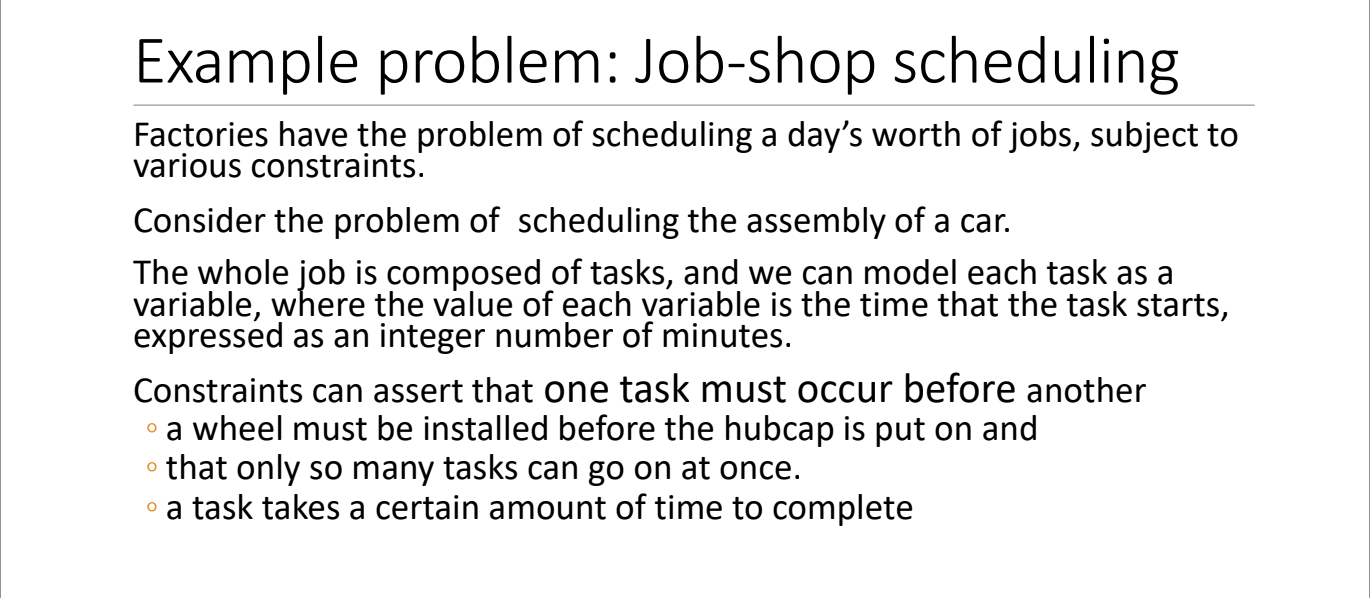 Example problem: Job-shop scheduling
Factories have the problem of scheduling a day’s worth of jobs, subject to
various constraints.
Consider the problem of  scheduling the assembly of a car.
The whole job is composed of tasks, and we can model each task as a
variable, where the value of each variable is the time that the task starts,
expressed as an integer number of minutes.
Constraints can assert that one task must occur before another
◦ a wheel must be installed before the hubcap is put on and
◦ that only so many tasks can go on at once.
◦ a task takes a certain amount of time to complete